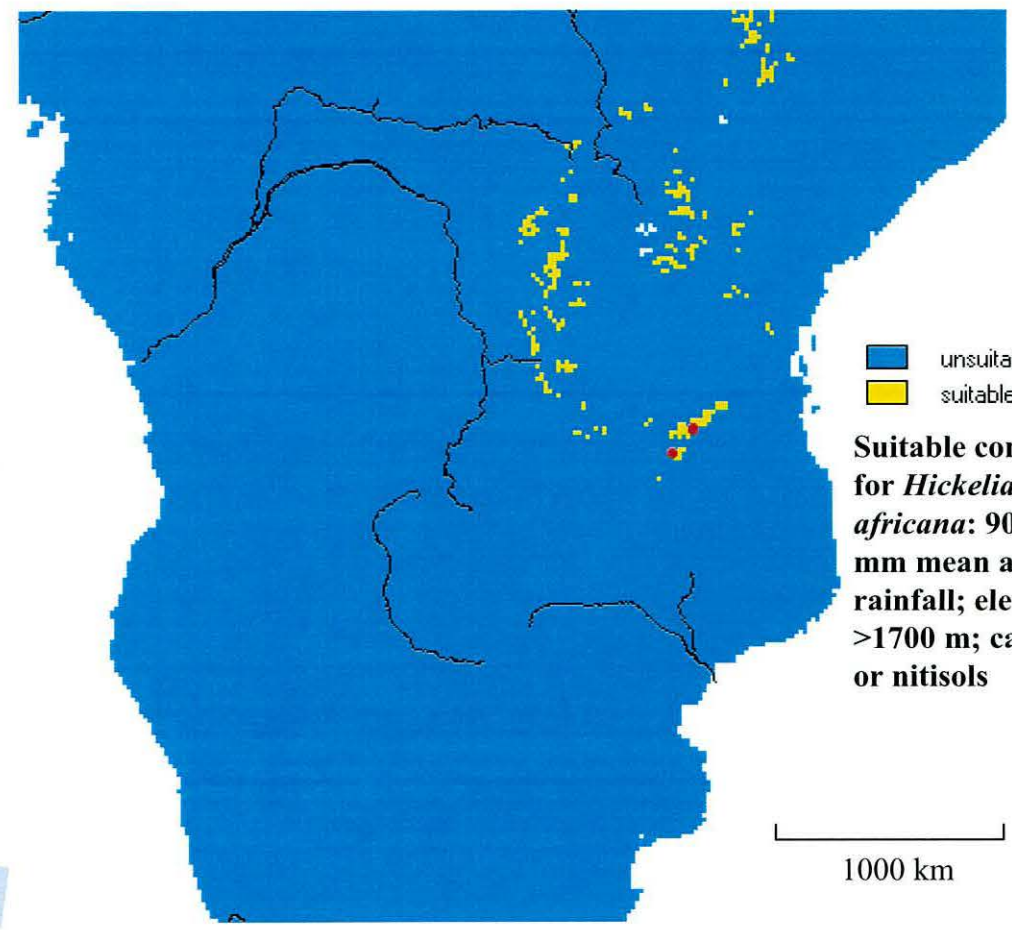 unsuita
suitable
Suitable con
for Hickelia
africana: 90
mm mean a
rainfall; ele
>1700 m; ca
or nitisols
1000 km